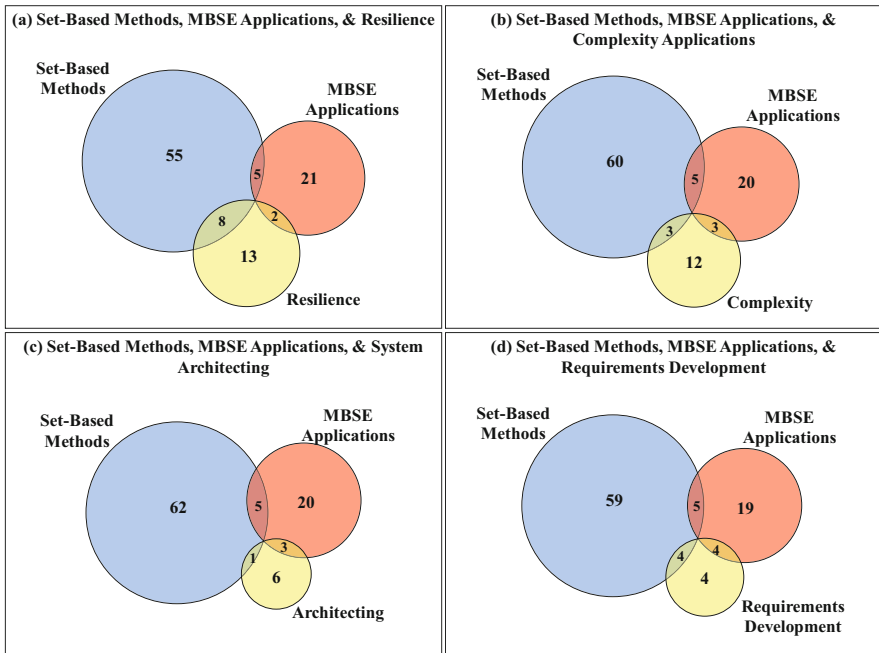 (a) Set-Based Methods, MBSE Applications, & Resilience
Set-Based
Methods
MBSE
Applications
55
5
21
8
2
13
Resilience
(b) Set-Based Methods, MBSE Applications, &
Complexity Applications
Set-Based
Methods
MBSE
Applications
60
5
20
3
3
12
Complexity
(c) Set-Based Methods, MBSE Applications, & System
Architecting
Set-Based
Methods
MBSE
Applications
62
5
20
1
3
6
Architecting
(d) Set-Based Methods, MBSE Applications, &
Requirements Development
Set-Based
Methods
MBSE
Applications
59
5
19
4
4
4
Requirements
Development